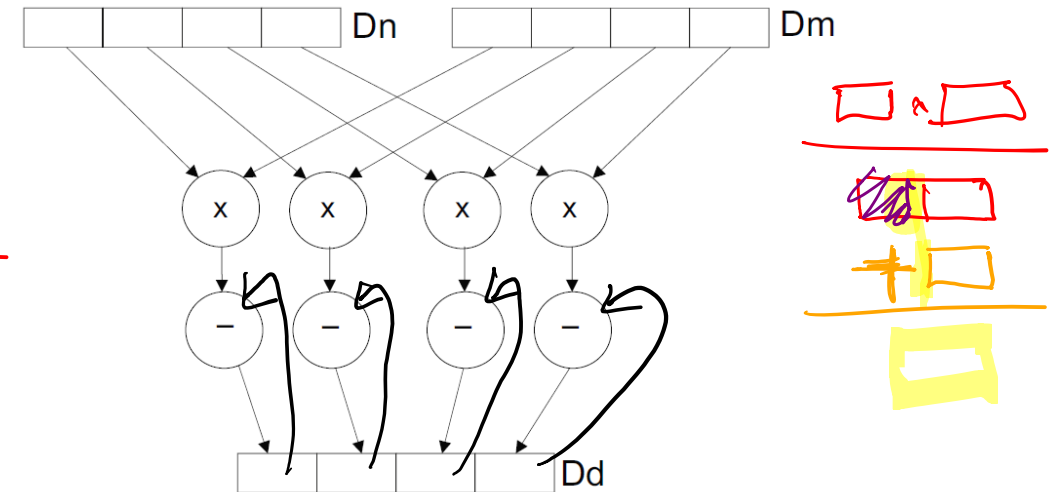 Dn Dm
x x x x x
− − − −
+
Dd